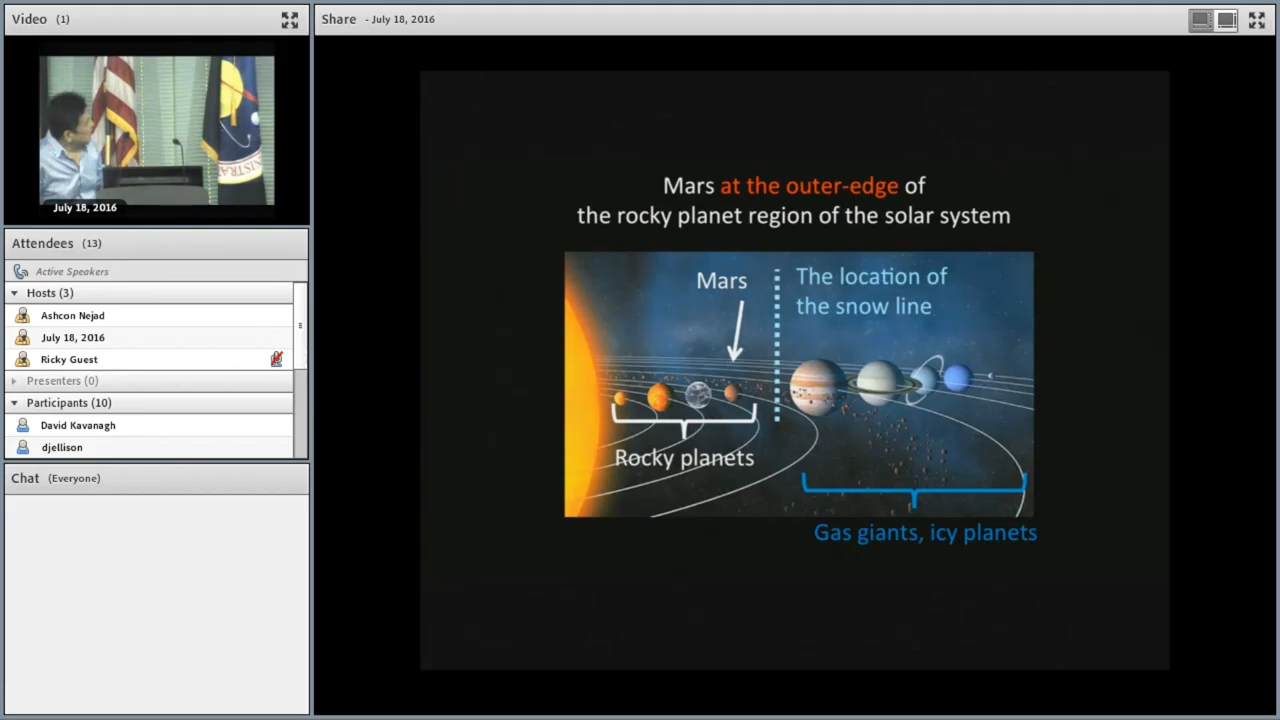 Video (1)
July 18, 2016
Attendees (13)
Active Speakers
Hosts (3)
Ashcon Nejad
July 18, 2016
Ricky Guest
Presenters (0)
Participants (10)
David Kavanagh
djellison
Chat (Everyone)
Share - July 18, 2016
Mars at the outer-edge of
the rocky planet region of the solar system
Mars
The location of
the snow line
Rocky planets
Gas giants, icy planets